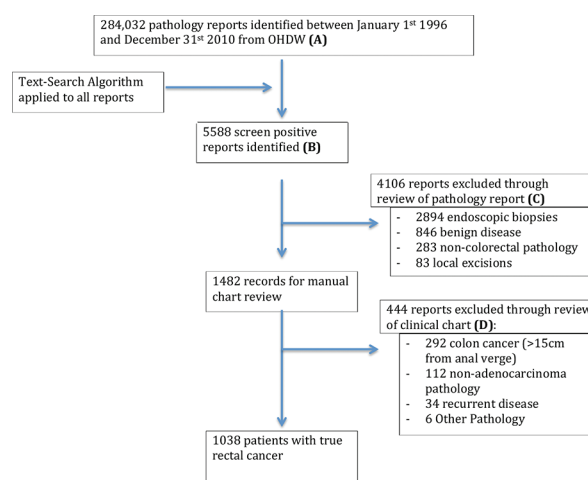 284,032 pathology reports identified between January 1st 1996
and December 31st 2010 from OHDW (A)
Text-Search Algorithm
applied to all reports
5588 screen positive
reports identified (B)
4106 reports excluded through
review of pathology report (C)
- 2894 endoscopic biopsies
- 846 benign disease
- 283 non-colorectal pathology
- 83 local excisions
1482 records for manual
chart review
444 reports excluded through review
of clinical chart (D):
- 292 colon cancer (>15cm
from anal verge)
- 112 non-adenocarcinoma
pathology
- 34 recurrent disease
- 6 Other Pathology
1038 patients with true
rectal cancer